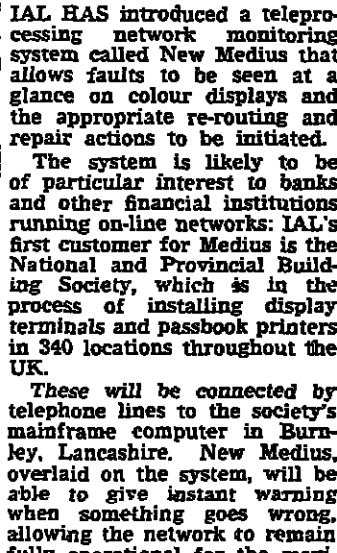 IAL HAS introduced a telepro-
cessing network monitoring
system called New Medius that
allows faults to be seen at a
glance on colour displays and
the appropriate re-routing and
repair actions to be initiated.
The system is likely to be
of particular interest to banks
and other financial institutions
running on-line networks: IAL's
first customer for Medius is the
National and Provincial Build-
ing Society, which is in the
process of installing display
terminals and passbook printers
in 340 locations throughout the
UK.
These will be connected by
telephone lines to the society's
mainframe computer in Burn-
ley, Lancashire. New Medius,
overlaid on the system, will be
able to give instant warning
when something goes wrong,
allowing the network to remain
fully operational for the